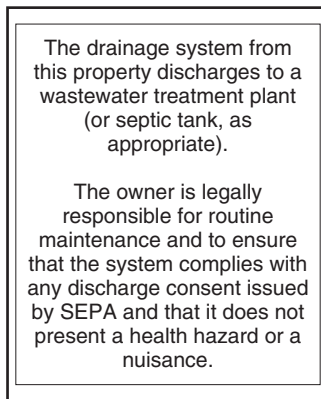 The drainage system from
this property discharges to a
wastewater treatment plant
(or septic tank, as
appropriate).
The owner is legally
responsible for routine
maintenance and to ensure
that the system complies with
any discharge consent issued
by SEPA and that it does not
present a health hazard or a
nuisance.